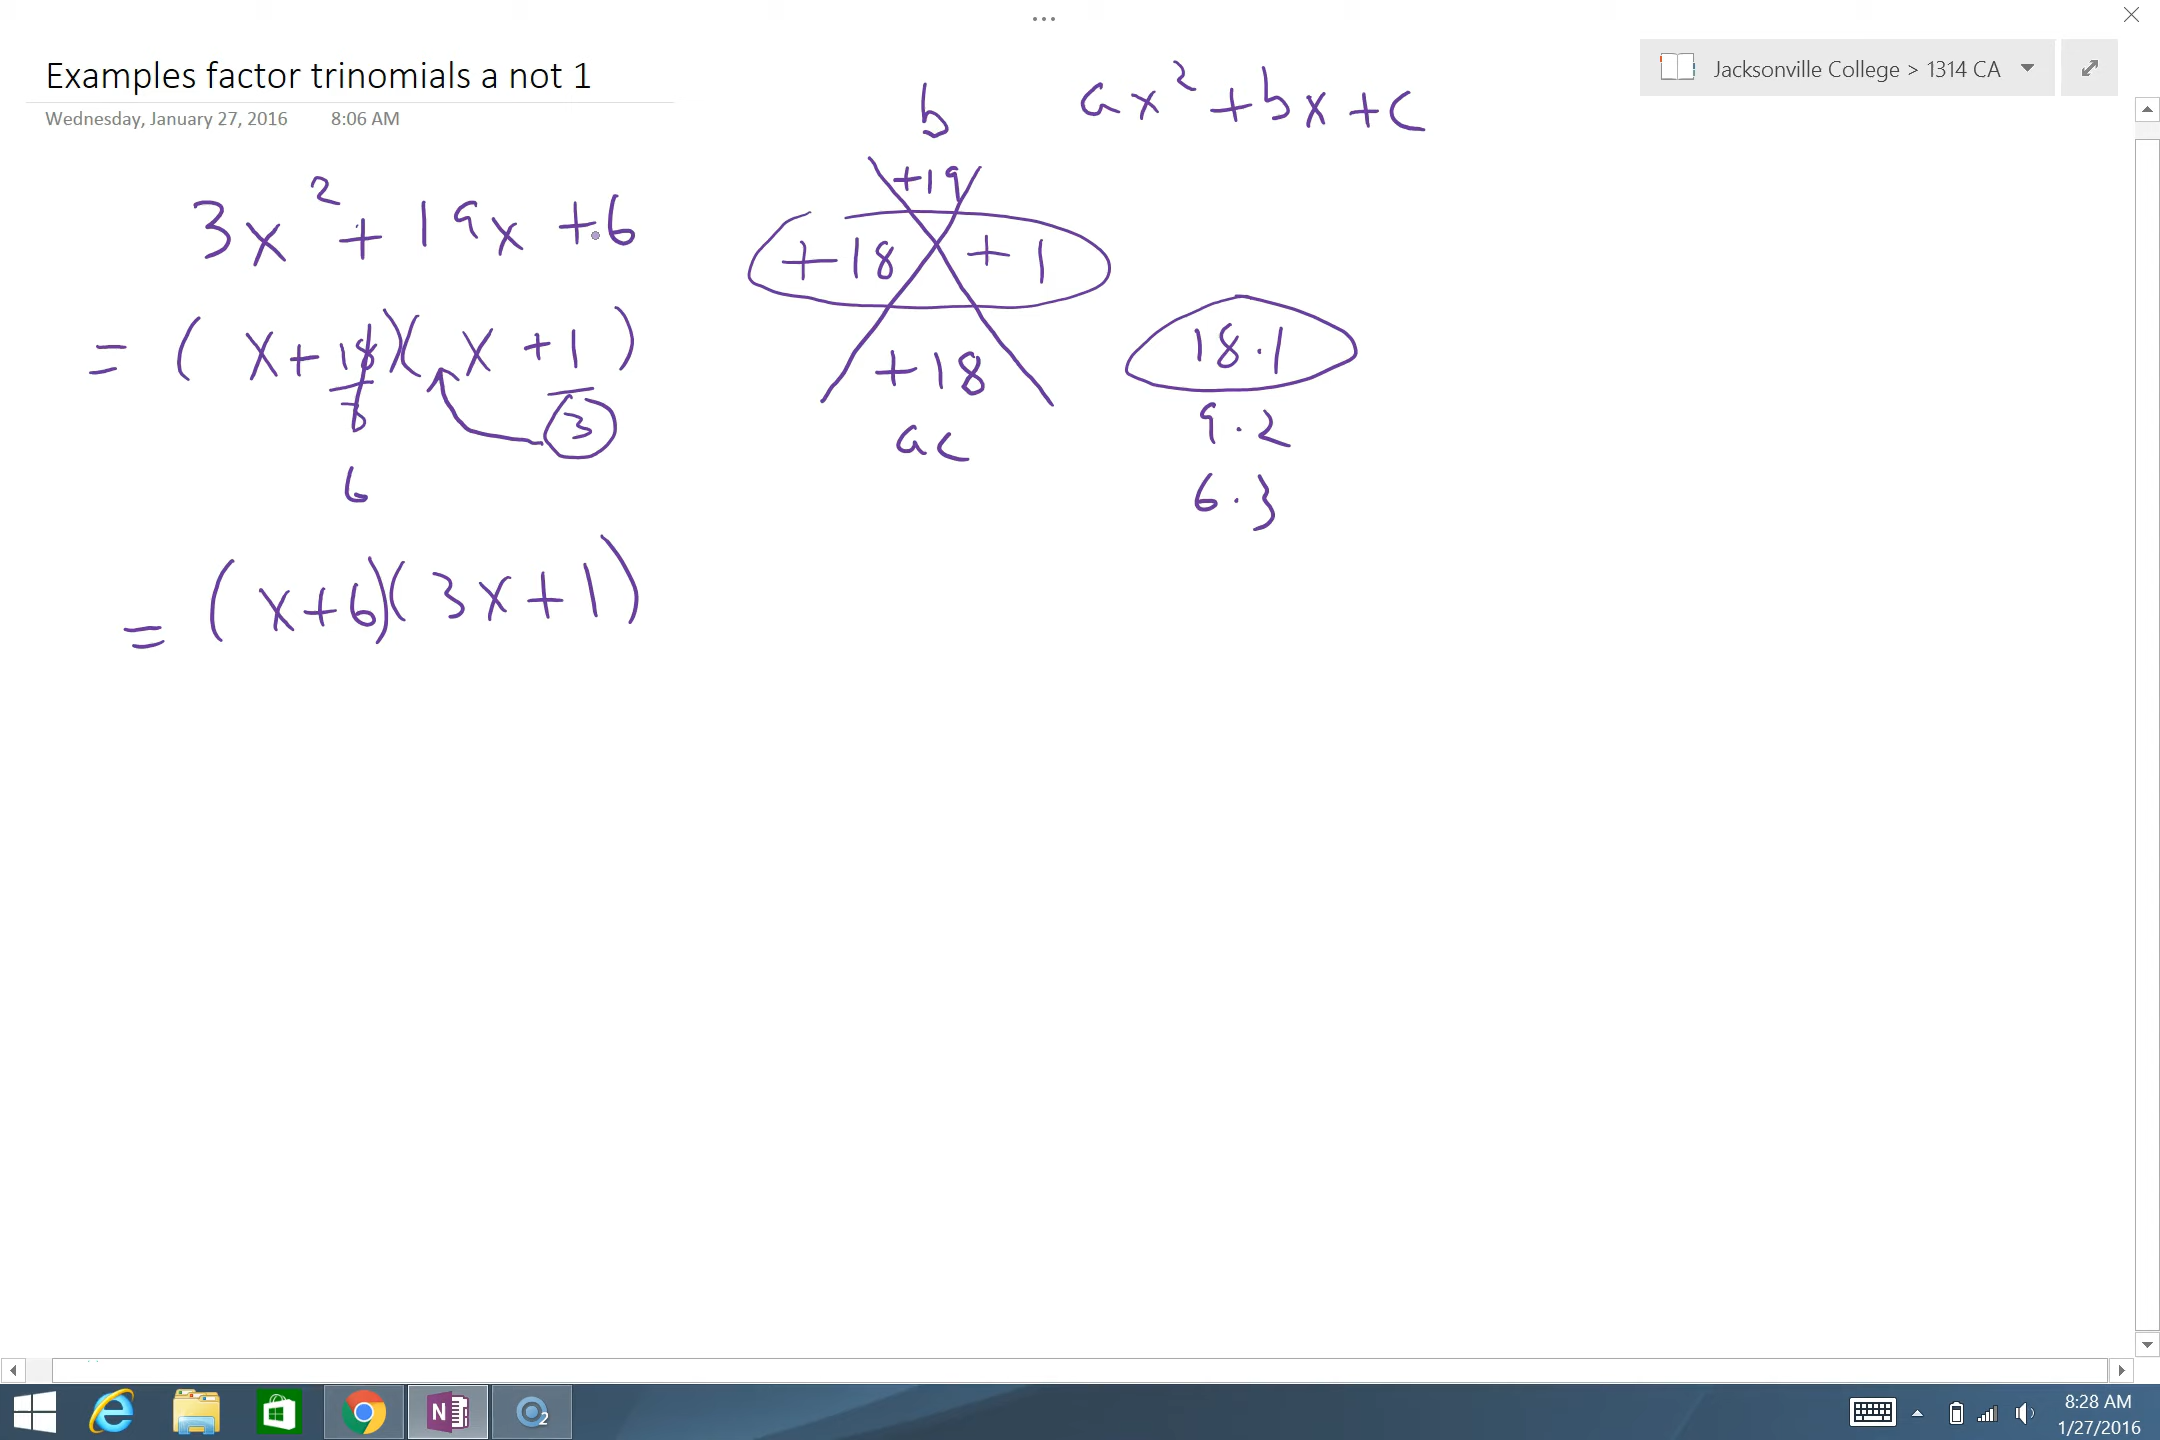 Examples factor trinomials a not 1
Wednesday, January 27, 2016 8:06 AM
Jacksonville College > 1314 CA
3x² + 19x + 6
= (x + 18)(x + 1)
3 3
6
= (x + 6)(3x + 1)
b
+19
+18 +1
+18
ac
ax² + bx + c
18 · 1
9 · 2
6 · 3
8:28 AM
1/27/2016